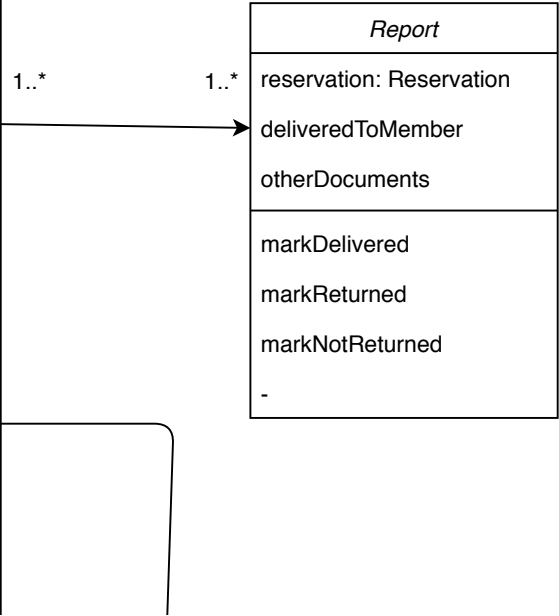 Report
1..*
1..*
reservation: Reservation
deliveredToMember
otherDocuments
markDelivered
markReturned
markNotReturned
-